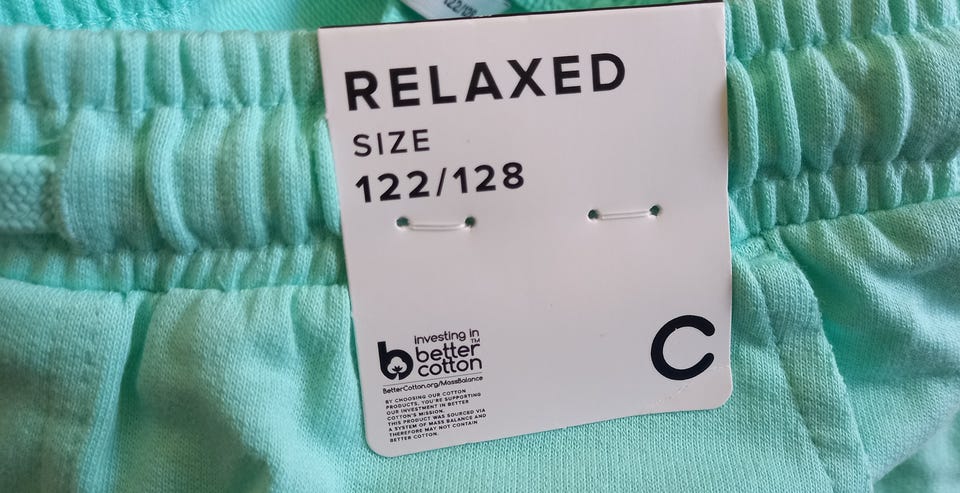 RELAXED
SIZE
122/128
investing in
better™
cotton
BetterCotton.org/MassBalance
BY CHOOSING OUR COTTON
PRODUCTS, YOU'RE SUPPORTING
OUR INVESTMENT IN BETTER
COTTON'S MISSION.
THIS PRODUCT WAS SOURCED VIA
A SYSTEM OF MASS BALANCE AND
THEREFORE MAY NOT CONTAIN
BETTER COTTON.
C